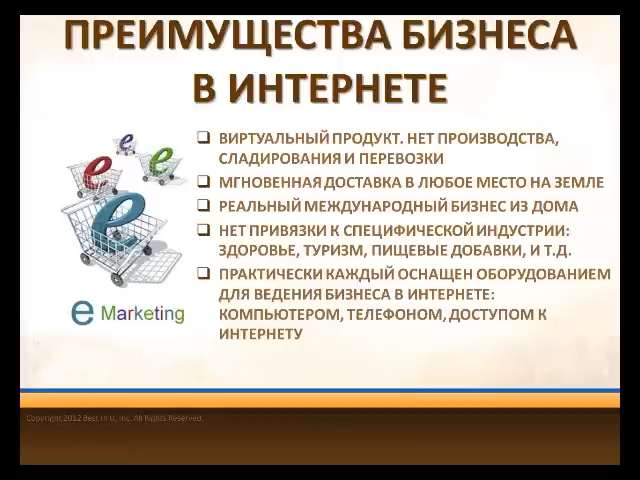 ПРЕИМУЩЕСТВА БИЗНЕСА
В ИНТЕРНЕТЕ
ВИРТУАЛЬНЫЙ ПРОДУКТ. НЕТ ПРОИЗВОДСТВА,
СЛАДИРОВАНИЯ И ПЕРЕВОЗКИ
МГНОВЕННАЯ ДОСТАВКА В ЛЮБОЕ МЕСТО НА ЗЕМЛЕ
РЕАЛЬНЫЙ МЕЖДУНАРОДНЫЙ БИЗНЕС ИЗ ДОМА
НЕТ ПРИВЯЗКИ К СПЕЦИФИЧЕСКОЙ ИНДУСТРИИ:
ЗДОРОВЬЕ, ТУРИЗМ, ПИЩЕВЫЕ ДОБАВКИ, И Т.Д.
ПРАКТИЧЕСКИ КАЖДЫЙ ОСНАЩЕН ОБОРУДОВАНИЕМ
ДЛЯ ВЕДЕНИЯ БИЗНЕСА В ИНТЕРНЕТЕ:
КОМПЬЮТЕРОМ, ТЕЛЕФОНОМ, ДОСТУПОМ К
ИНТЕРНЕТУ
e
e
e
e
e Marketing
Copyright 2012 Best In U, Inc. All Rights Reserved.